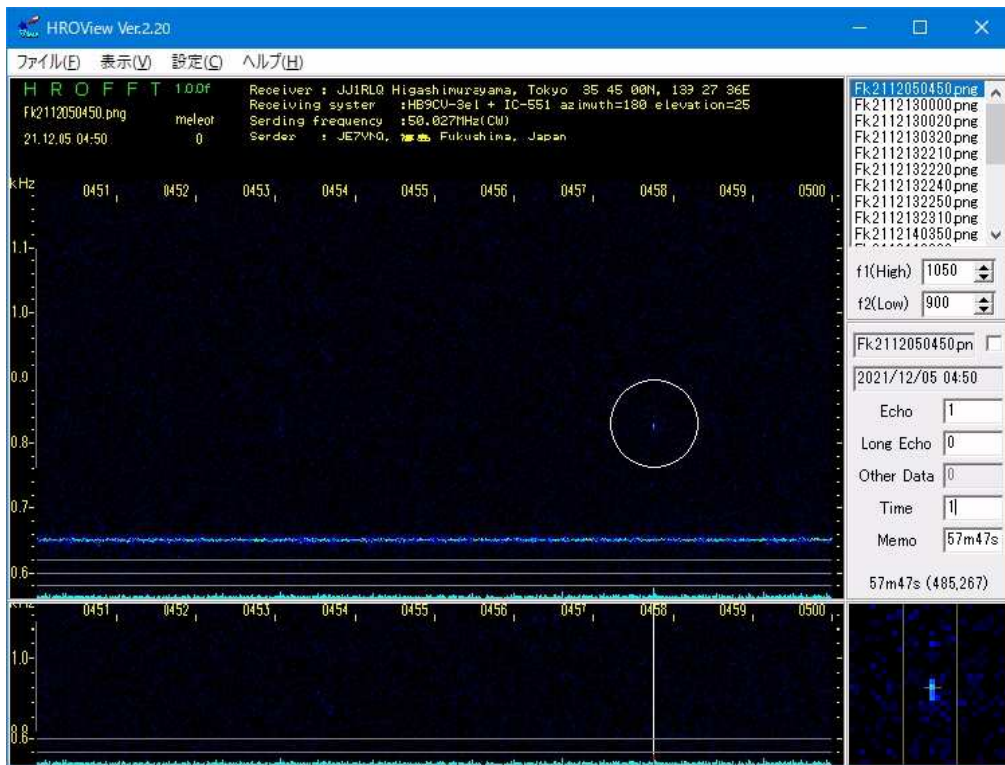 HROView Ver.2.20
ファイル(F) 表示(V) 設定(C) ヘルプ(H)
H R O F F T 1.0.0f
Fk2112050450.png meteor
21.12.05 04:50 0
Receiver : JJ1RLQ Higashimurayama, Tokyo 35 45 00N, 139 27 36E
Receiving system :HB9CV-3el + IC-551 azimuth=180 elevation=25
Sending frequency :50.027MHz(CW)
Sender : JE7YNQ, Fukushima, Japan
kHz 0451 0452 0453 0454 0455 0456 0457 0458 0459 0500
1.1
1.0
0.9
0.8
0.7
0.6
kHz 0451 0452 0453 0454 0455 0456 0457 0458 0459 0500
1.0
Fk2112050450.png
Fk2112130000.png
Fk2112130020.png
Fk2112130320.png
Fk2112132210.png
Fk2112132220.png
Fk2112132240.png
Fk2112132250.png
Fk2112132310.png
Fk2112140350.png
f1(High) 1050
f2(Low) 900
Fk2112050450.pn
2021/12/05 04:50
Echo 1
Long Echo 0
Other Data 0
Time 1
Memo 57m47s
57m47s (485,267)